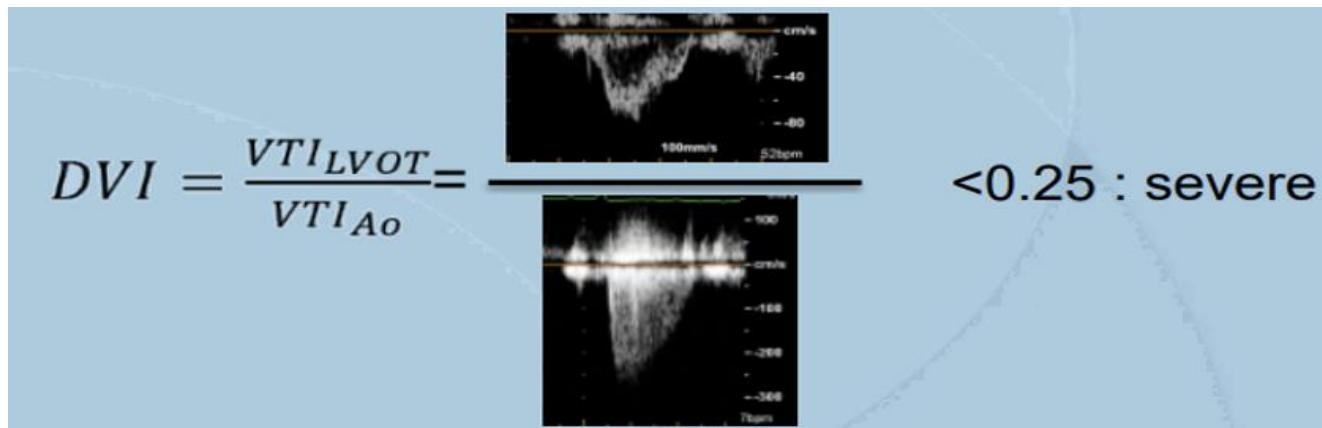 cm/s
-40
-80
100mm/s
52bpm
DVI = VTI_LVOT / VTI_Ao =
<0.25 : severe
100
cm/s
-100
-200
-300
7bpm